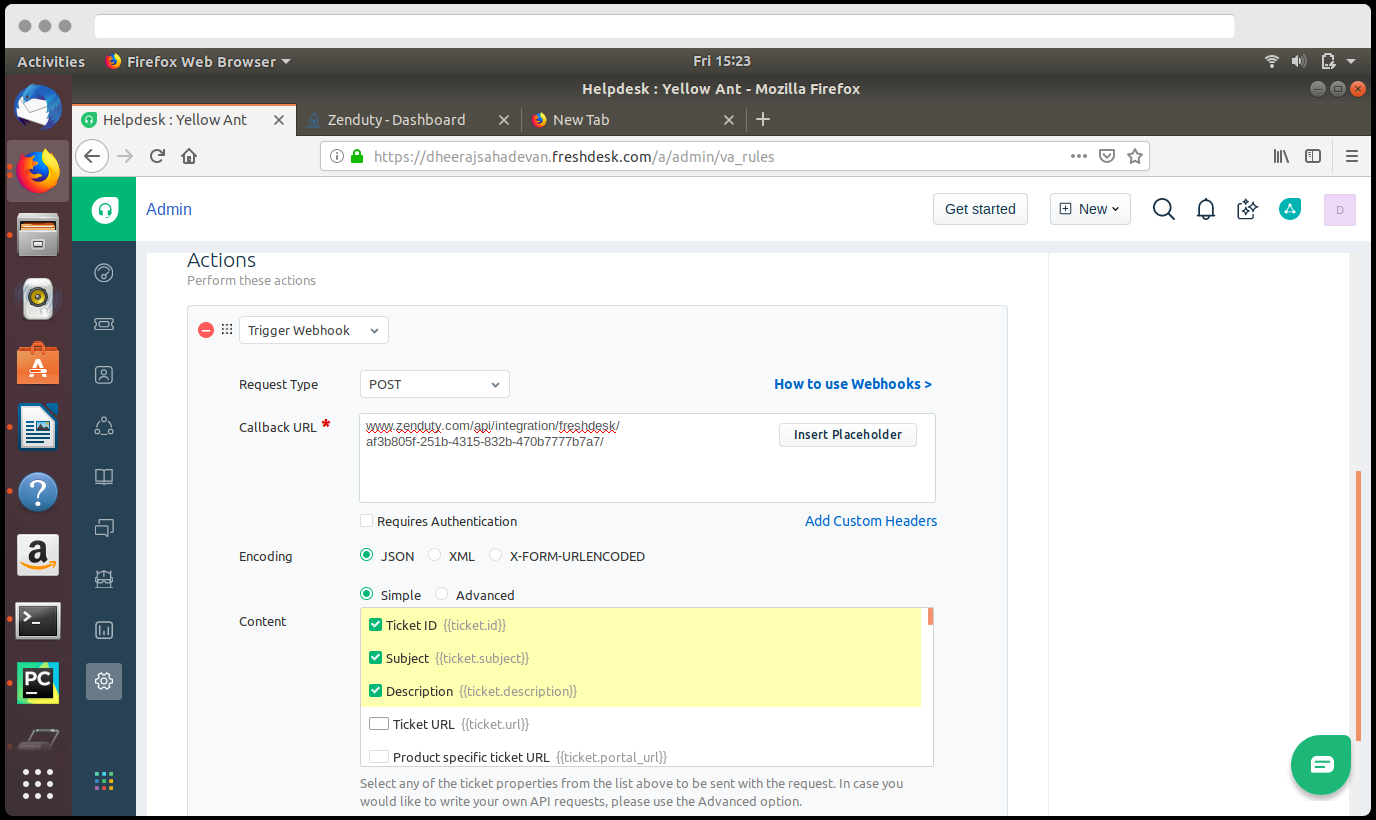 Activities Firefox Web Browser Fri 15:23
Helpdesk : Yellow Ant - Mozilla Firefox
Helpdesk : Yellow Ant Zenduty - Dashboard New Tab
https://dheerajsahadevan.freshdesk.com/a/admin/va_rules
Admin Get started New D
Actions
Perform these actions
Trigger Webhook
Request Type POST How to use Webhooks >
Callback URL * www.zenduty.com/api/integration/freshdesk/
af3b805f-251b-4315-832b-470b7777b7a7/
Insert Placeholder
Requires Authentication Add Custom Headers
Encoding JSON XML X-FORM-URLENCODED
Simple Advanced
Content
Ticket ID {{ticket.id}}
Subject {{ticket.subject}}
Description {{ticket.description}}
Ticket URL {{ticket.url}}
Product specific ticket URL {{ticket.portal_url}}
Select any of the ticket properties from the list above to be sent with the request. In case you
would like to write your own API requests, please use the Advanced option.
A
?
a
>_
PC